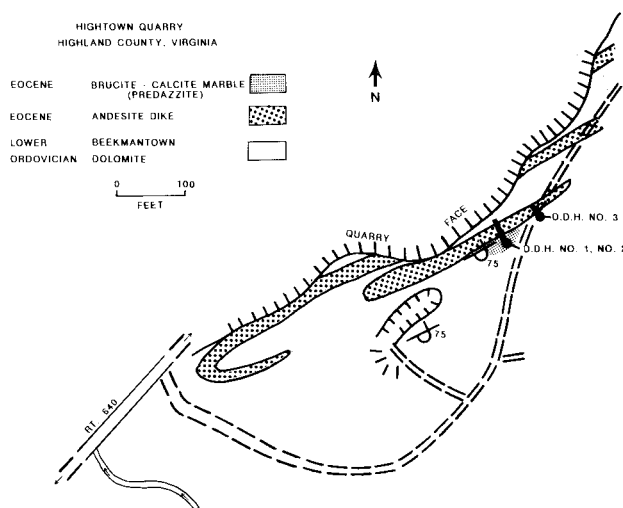 HIGHTOWN QUARRY
HIGHLAND COUNTY, VIRGINIA
EOCENE BRUCITE - CALCITE MARBLE
(PREDAZZITE)
EOCENE ANDESITE DIKE
LOWER BEEKMANTOWN
ORDOVICIAN DOLOMITE
0 100
FEET
N
QUARRY FACE
D.D.H. NO. 3
D.D.H. NO. 1, NO. 2
75
75
RT. 640